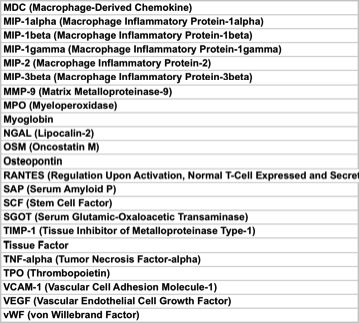 MDC (Macrophage-Derived Chemokine)
MIP-1alpha (Macrophage Inflammatory Protein-1alpha)
MIP-1beta (Macrophage Inflammatory Protein-1beta)
MIP-1gamma (Macrophage Inflammatory Protein-1gamma)
MIP-2 (Macrophage Inflammatory Protein-2)
MIP-3beta (Macrophage Inflammatory Protein-3beta)
MMP-9 (Matrix Metalloproteinase-9)
MPO (Myeloperoxidase)
Myoglobin
NGAL (Lipocalin-2)
OSM (Oncostatin M)
Osteopontin
RANTES (Regulation Upon Activation, Normal T-Cell Expressed and Secret
SAP (Serum Amyloid P)
SCF (Stem Cell Factor)
SGOT (Serum Glutamic-Oxaloacetic Transaminase)
TIMP-1 (Tissue Inhibitor of Metalloproteinase Type-1)
Tissue Factor
TNF-alpha (Tumor Necrosis Factor-alpha)
TPO (Thrombopoietin)
VCAM-1 (Vascular Cell Adhesion Molecule-1)
VEGF (Vascular Endothelial Cell Growth Factor)
vWF (von Willebrand Factor)